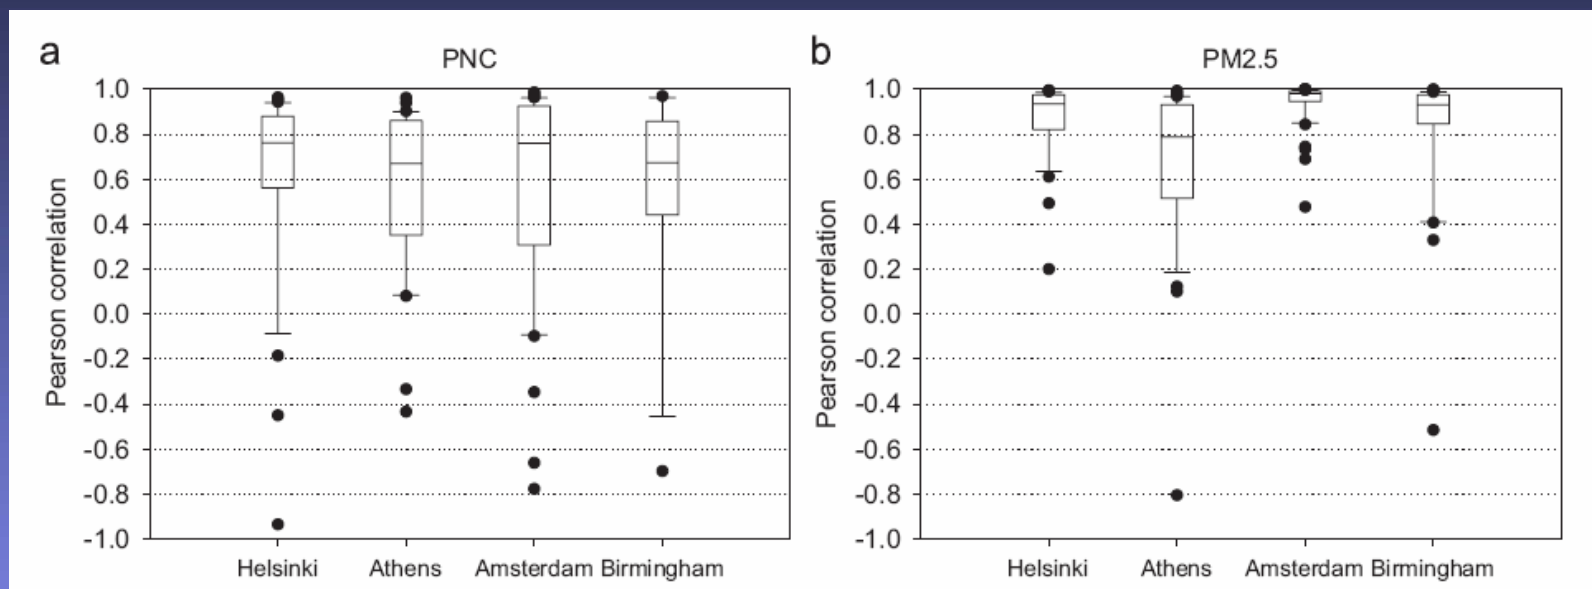 a
PNC
1.0
0.8
0.6
0.4
0.2
0.0
-0.2
-0.4
-0.6
-0.8
-1.0
Pearson correlation
Helsinki Athens Amsterdam Birmingham
b
PM2.5
1.0
0.8
0.6
0.4
0.2
0.0
-0.2
-0.4
-0.6
-0.8
-1.0
Pearson correlation
Helsinki Athens Amsterdam Birmingham